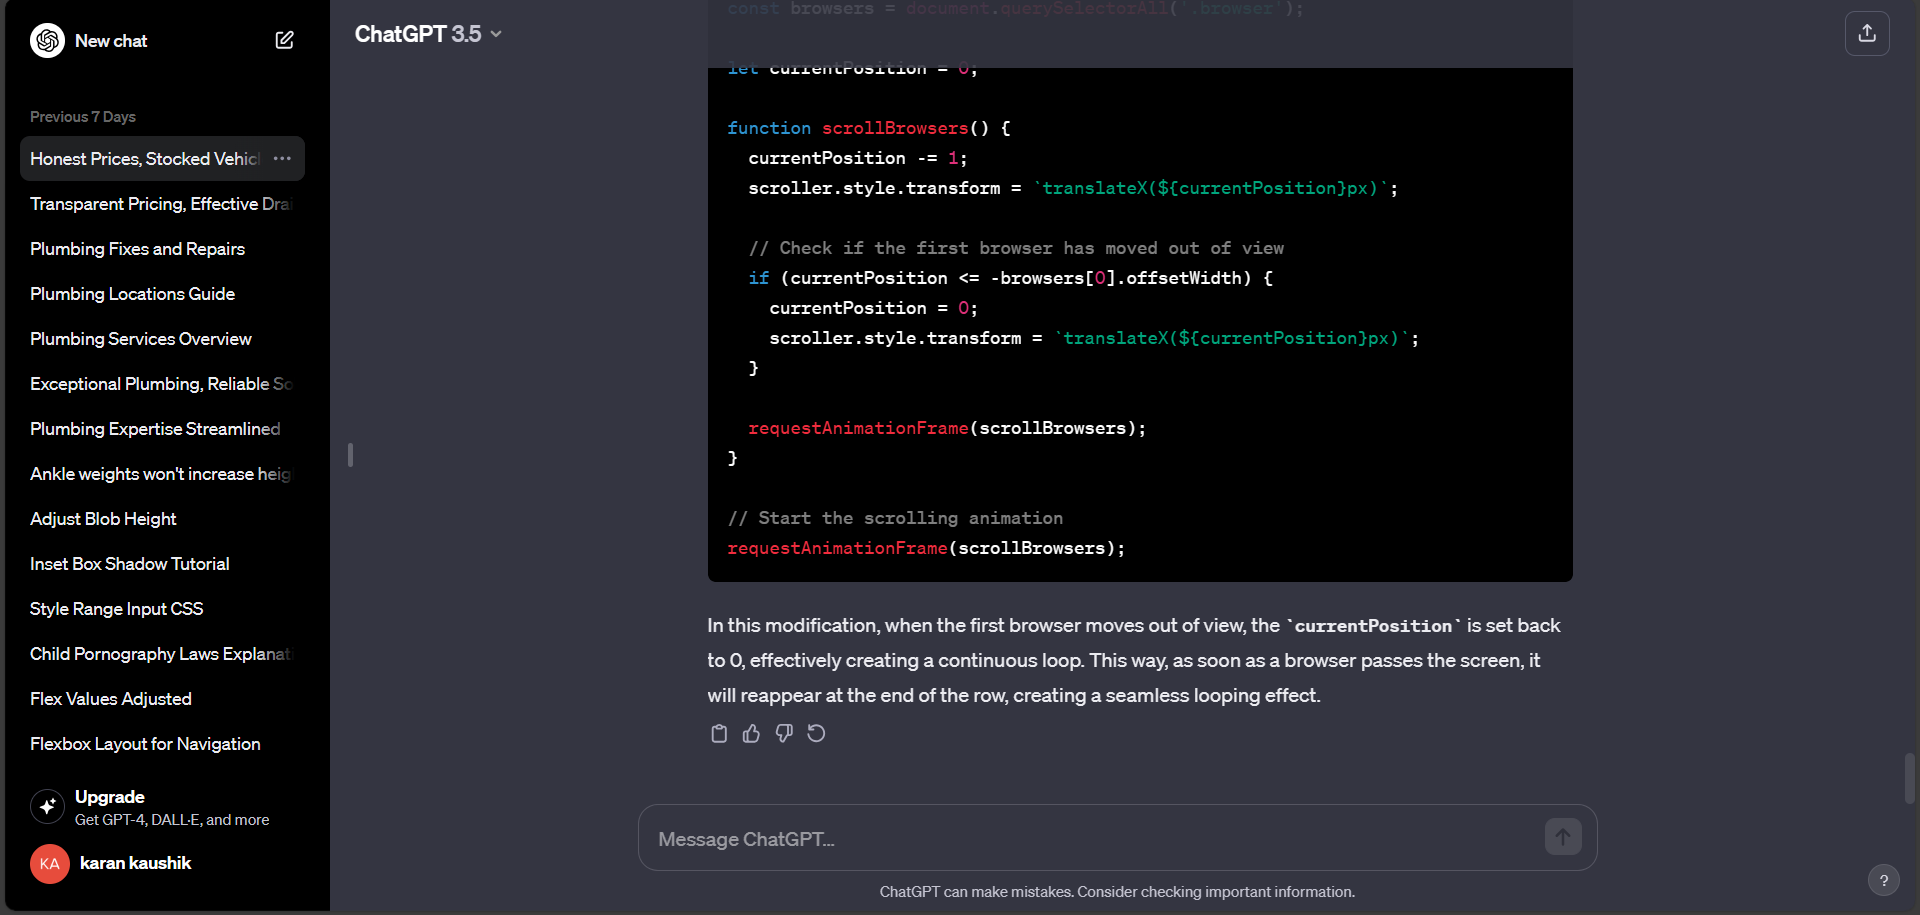 New chat
Previous 7 Days
Honest Prices, Stocked Vehicl
Transparent Pricing, Effective Drai
Plumbing Fixes and Repairs
Plumbing Locations Guide
Plumbing Services Overview
Exceptional Plumbing, Reliable So
Plumbing Expertise Streamlined
Ankle weights won't increase heig
Adjust Blob Height
Inset Box Shadow Tutorial
Style Range Input CSS
Child Pornography Laws Explanat
Flex Values Adjusted
Flexbox Layout for Navigation
Upgrade
Get GPT-4, DALL·E, and more
KA
karan kaushik
ChatGPT 3.5
const browsers = document.querySelectorAll('.browser');
let currentPosition = 0;
function scrollBrowsers() {
currentPosition -= 1;
scroller.style.transform = `translateX(${currentPosition}px)`;
// Check if the first browser has moved out of view
if (currentPosition <= -browsers[0].offsetWidth) {
currentPosition = 0;
scroller.style.transform = `translateX(${currentPosition}px)`;
}
requestAnimationFrame(scrollBrowsers);
}
// Start the scrolling animation
requestAnimationFrame(scrollBrowsers);
In this modification, when the first browser moves out of view, the `currentPosition` is set back
to 0, effectively creating a continuous loop. This way, as soon as a browser passes the screen, it
will reappear at the end of the row, creating a seamless looping effect.
Message ChatGPT...
ChatGPT can make mistakes. Consider checking important information.
?